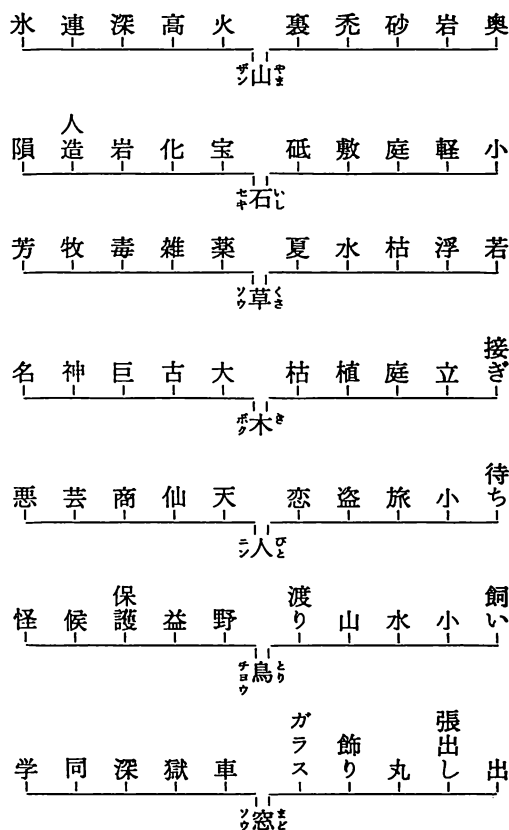 氷 連 深 高 火 裏 禿 砂 岩 奥
ザン山やま
隕 人造 岩 化 宝 砥 敷 庭 軽 小
セキ石いし
芳 牧 毒 雑 薬 夏 水 枯 浮 若
ソウ草くさ
名 神 巨 古 大 枯 植 庭 立 接ぎ
ボク木き
悪 芸 商 仙 天 恋 盗 旅 小 待ち
ニン人びと
怪 候 保護 益 野 渡り 山 水 小 飼い
チョウ鳥とり
学 同 深 獄 車 ガラス 飾り 丸 張出し 出
ソウ窓まど